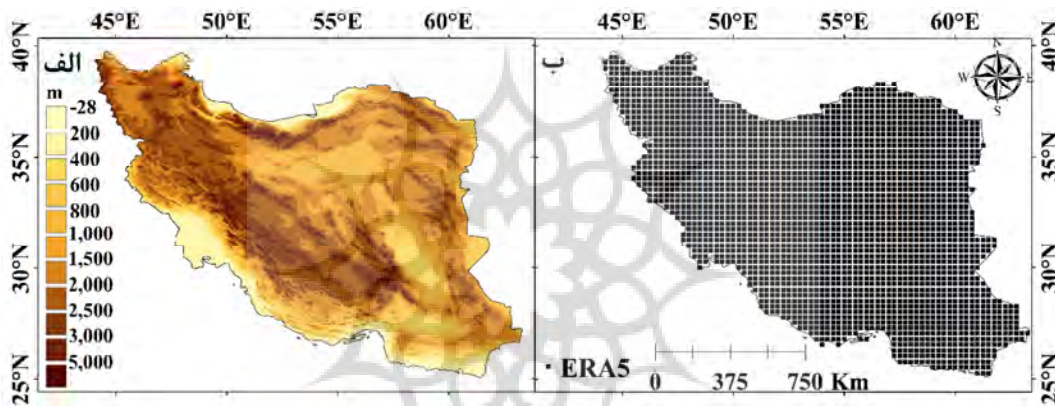 45°E 50°E 55°E 60°E
45°E 50°E 55°E 60°E
40°N
35°N
30°N
25°N
الف
m
-28
200
400
600
800
1,000
1,500
2,000
2,500
3,000
5,000
ب
N
W E
S
40°N
35°N
30°N
25°N
ERA5
0 375 750 Km